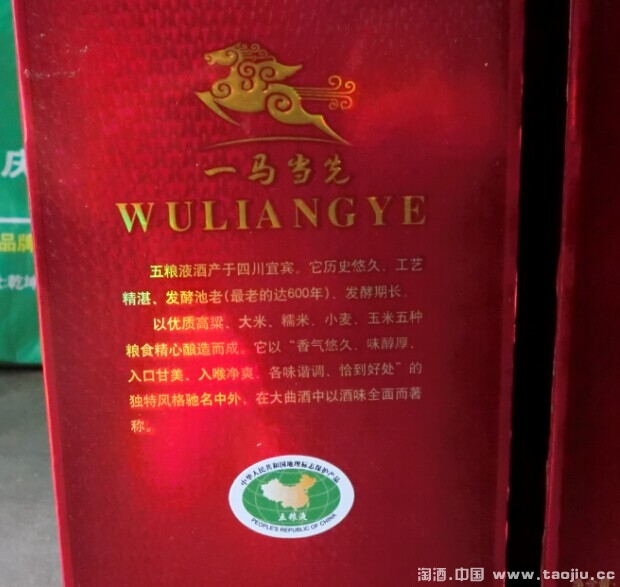 一马当先
WULIANGYE
五粮液酒产于四川宜宾。它历史悠久、工艺
精湛、发酵池老(最老的达600年)、发酵期长。
以优质高粱、大米、糯米、小麦、玉米五种
粮食精心酿造而成。它以“香气悠久、味醇厚、
入口甘美、入喉净爽、各味谐调、恰到好处”的
独特风格驰名中外,在大曲酒中以酒味全面而著
称。
中华人民共和国地理标志保护产品
五粮液
PEOPLE'S REPUBLIC OF CHINA
庆
品牌
乾坤
淘酒.中国 www.taojiu.cc